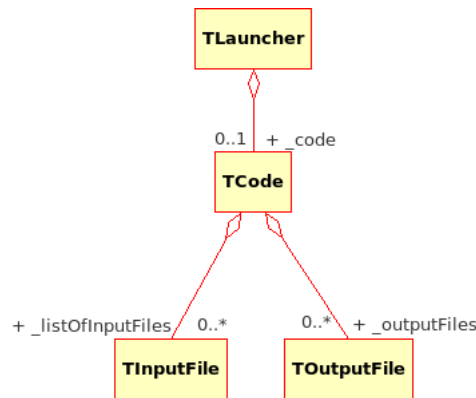 TLauncher
0..1 + _code
TCode
+ _listOfInputFiles 0..* 0..* + _outputFiles
TInputFile TOutputFile